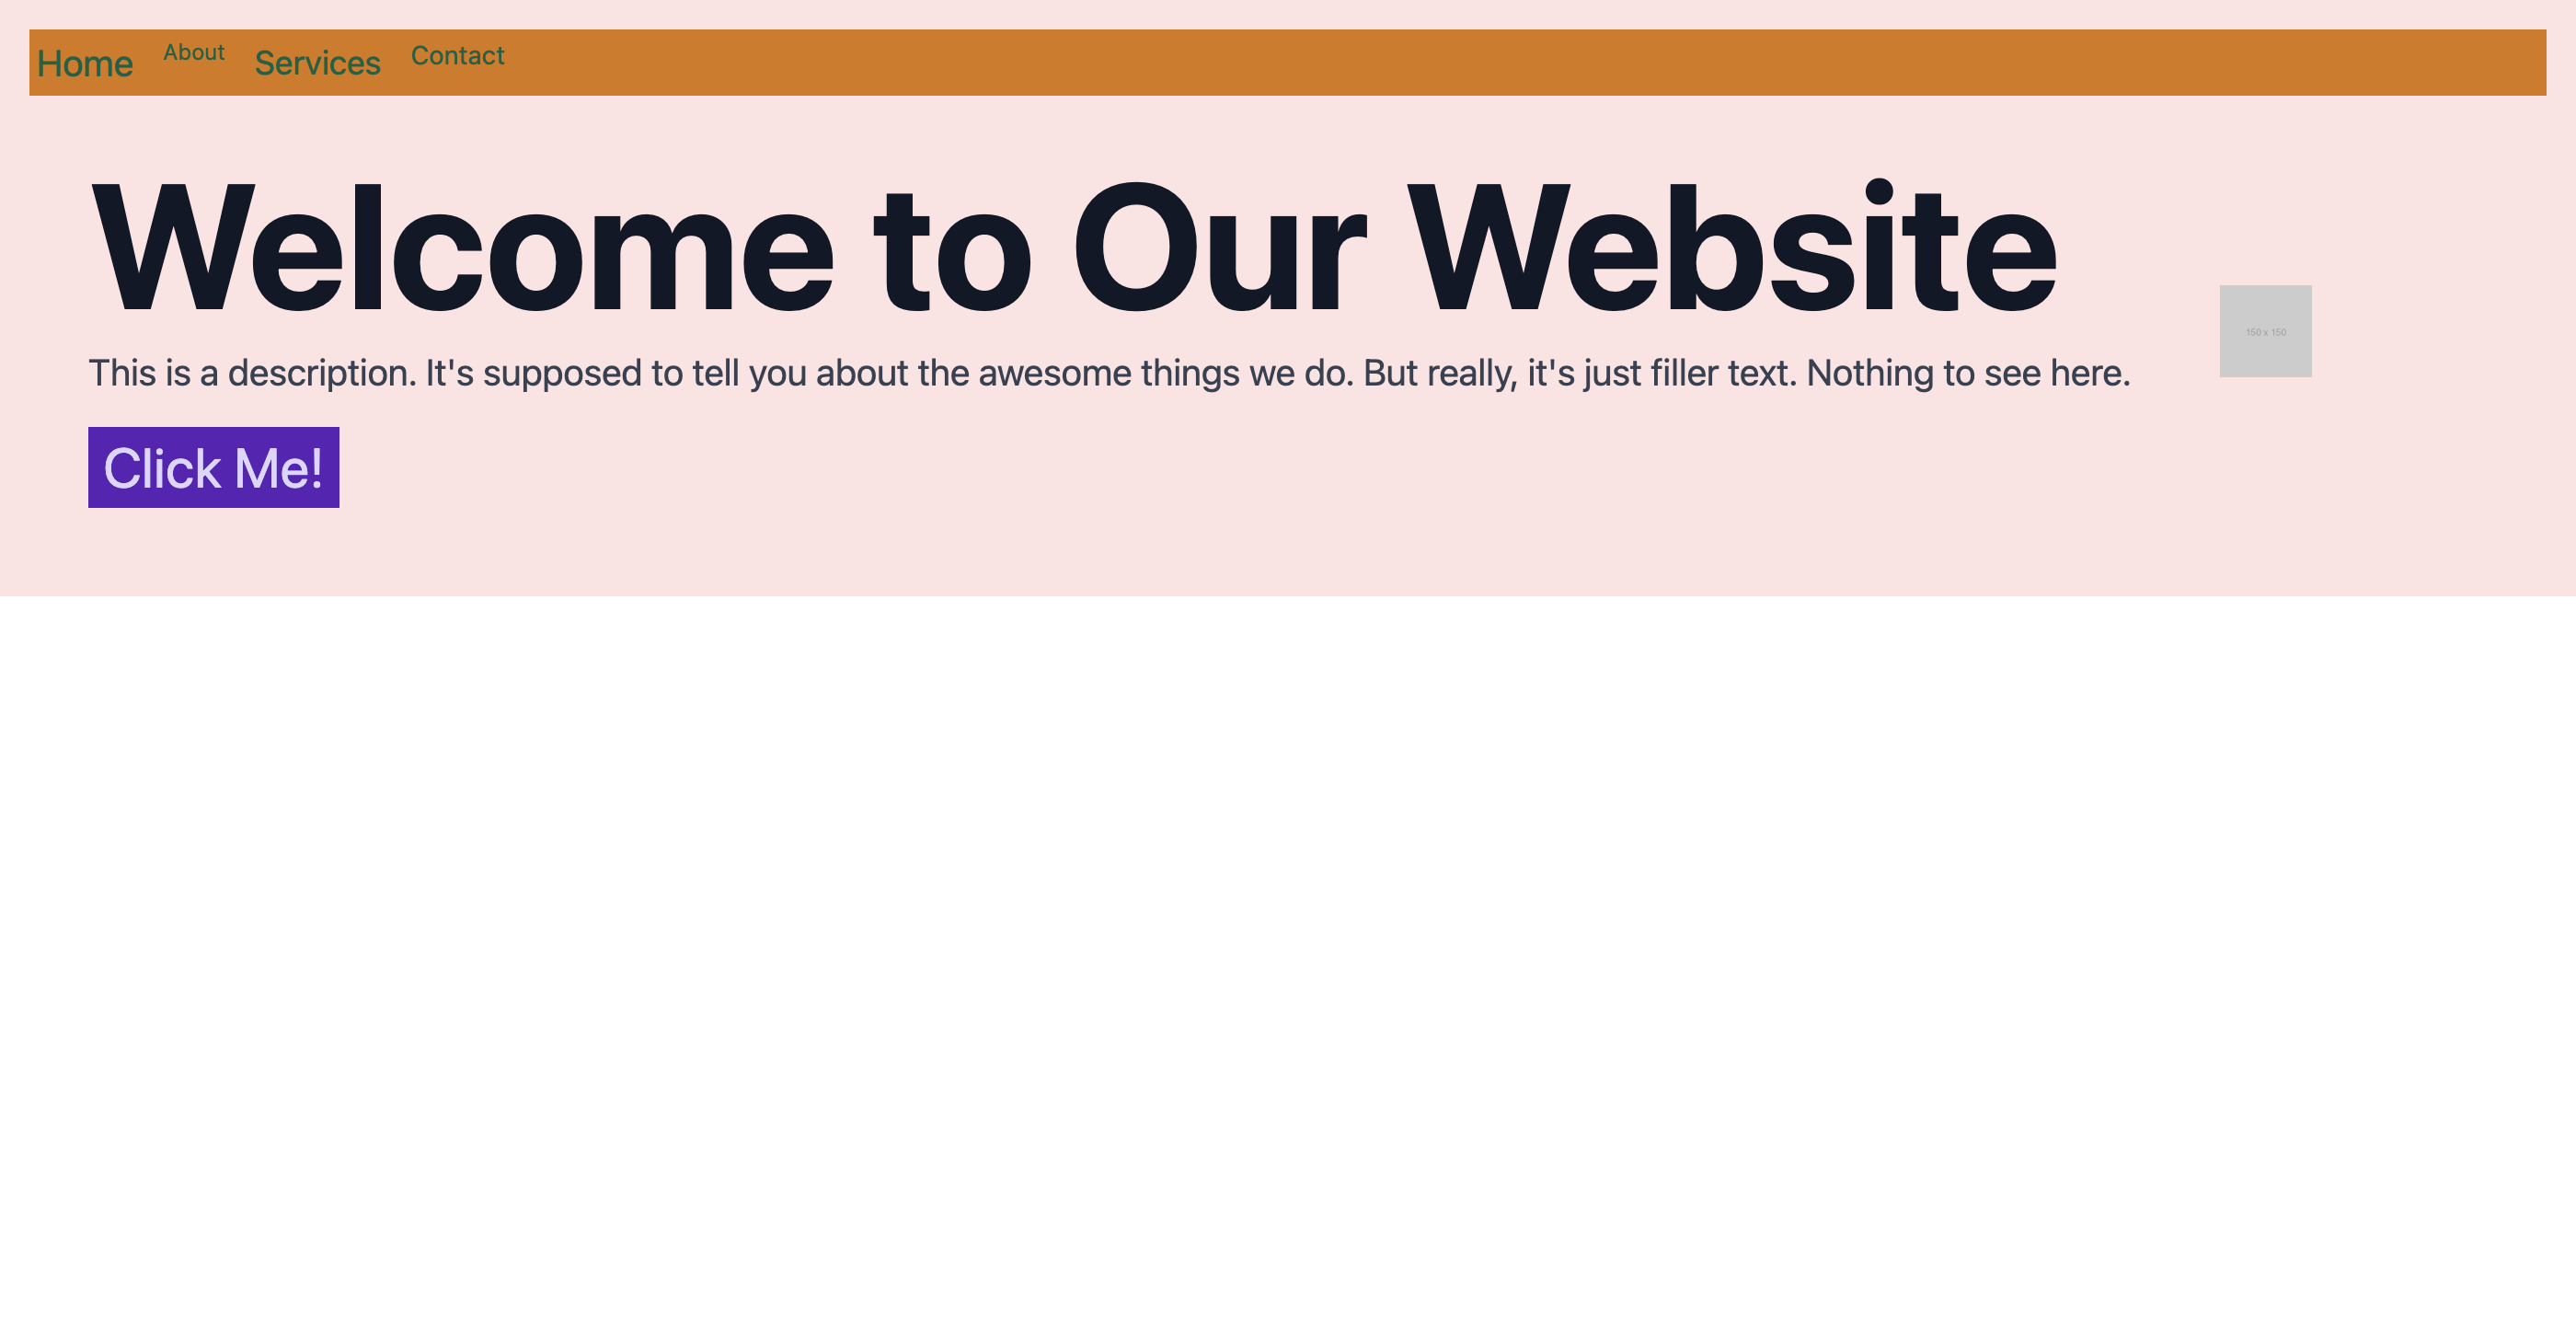 Home About Services Contact
Welcome to Our Website
This is a description. It's supposed to tell you about the awesome things we do. But really, it's just filler text. Nothing to see here.
150 x 150
Click Me!